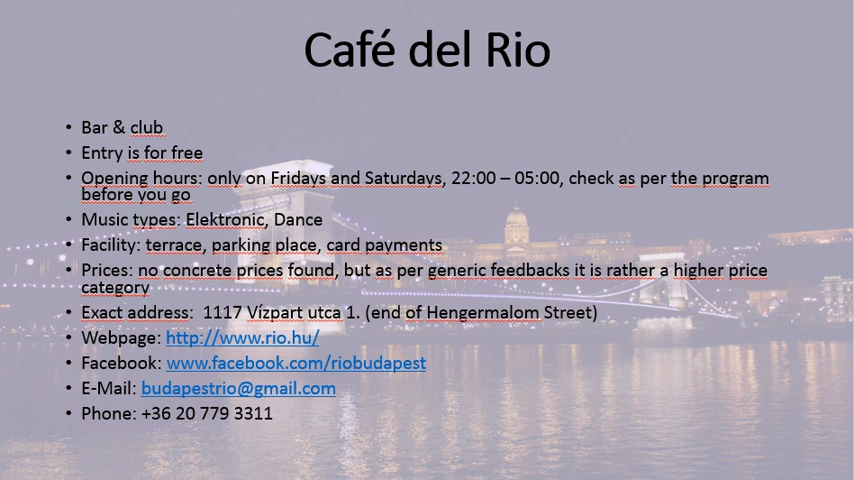 Café del Rio
• Bar & club
• Entry is for free
• Opening hours: only on Fridays and Saturdays, 22:00 – 05:00, check as per the program
before you go
• Music types: Elektronic, Dance
• Facility: terrace, parking place, card payments
• Prices: no concrete prices found, but as per generic feedbacks it is rather a higher price
category
• Exact address:  1117 Vízpart utca 1. (end of Hengermalom Street)
• Webpage: http://www.rio.hu/
• Facebook: www.facebook.com/riobudapest
• E-Mail: budapestrio@gmail.com
• Phone: +36 20 779 3311